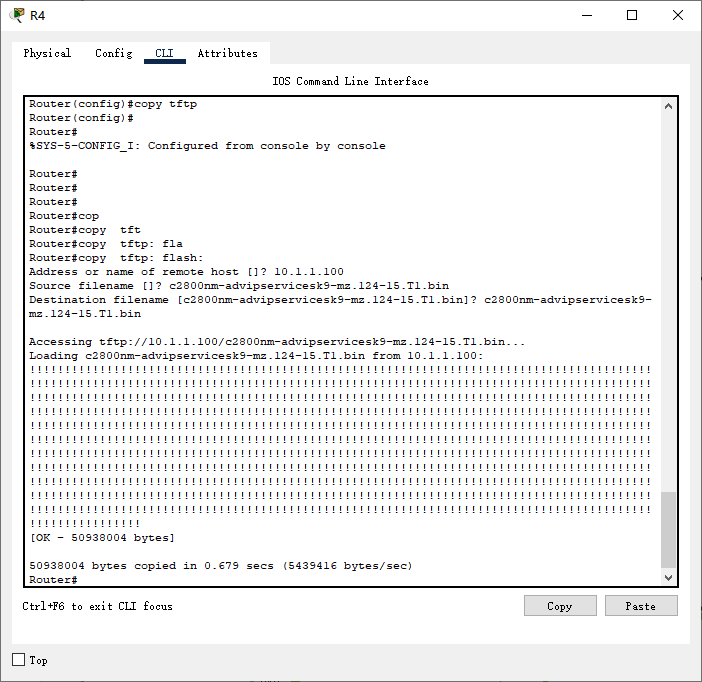 R4
Physical Config CLI Attributes
IOS Command Line Interface
Router(config)#copy tftp
Router(config)#
Router#
%SYS-5-CONFIG_I: Configured from console by console
Router#
Router#
Router#
Router#cop
Router#copy  tft
Router#copy  tftp: fla
Router#copy  tftp: flash:
Address or name of remote host []? 10.1.1.100
Source filename []? c2800nm-advipservicesk9-mz.124-15.T1.bin
Destination filename [c2800nm-advipservicesk9-mz.124-15.T1.bin]? c2800nm-advipservicesk9-
mz.124-15.T1.bin
Accessing tftp://10.1.1.100/c2800nm-advipservicesk9-mz.124-15.T1.bin...
Loading c2800nm-advipservicesk9-mz.124-15.T1.bin from 10.1.1.100:
!!!!!!!!!!!!!!!!!!!!!!!!!!!!!!!!!!!!!!!!!!!!!!!!!!!!!!!!!!!!!!!!!!!!!!!!!
!!!!!!!!!!!!!!!!!!!!!!!!!!!!!!!!!!!!!!!!!!!!!!!!!!!!!!!!!!!!!!!!!!!!!!!!!
!!!!!!!!!!!!!!!!!!!!!!!!!!!!!!!!!!!!!!!!!!!!!!!!!!!!!!!!!!!!!!!!!!!!!!!!!
!!!!!!!!!!!!!!!!!!!!!!!!!!!!!!!!!!!!!!!!!!!!!!!!!!!!!!!!!!!!!!!!!!!!!!!!!
!!!!!!!!!!!!!!!!!!!!!!!!!!!!!!!!!!!!!!!!!!!!!!!!!!!!!!!!!!!!!!!!!!!!!!!!!
!!!!!!!!!!!!!!!!!!!!!!!!!!!!!!!!!!!!!!!!!!!!!!!!!!!!!!!!!!!!!!!!!!!!!!!!!
!!!!!!!!!!!!!!!!!!!!!!!!!!!!!!!!!!!!!!!!!!!!!!!!!!!!!!!!!!!!!!!!!!!!!!!!!
!!!!!!!!!!!!!!!!!!!!!!!!!!!!!!!!!!!!!!!!!!!!!!!!!!!!!!!!!!!!!!!!!!!!!!!!!
!!!!!!!!!!!!!!!!!!!!!!!!!!!!!!!!!!!!!!!!!!!!!!!!!!!!!!!!!!!!!!!!!!!!!!!!!
!!!!!!!!!!!!!!!!!!!!!!!!!!!!!!!!!!!!!!!!!!!!!!!!!!!!!!!!!!!!!!!!!!!!!!!!!
!!!!!!!!!!!!!!!!!!!!!!!!!!!!!!!!!!!!!!!!!!!!!!!!!!!!!!!!!!!!!!!!!!!!!!!!!
!!!!!!!!!!!!!
[OK - 50938004 bytes]
50938004 bytes copied in 0.679 secs (5439416 bytes/sec)
Router#
Ctrl+F6 to exit CLI focus
Copy Paste
Top